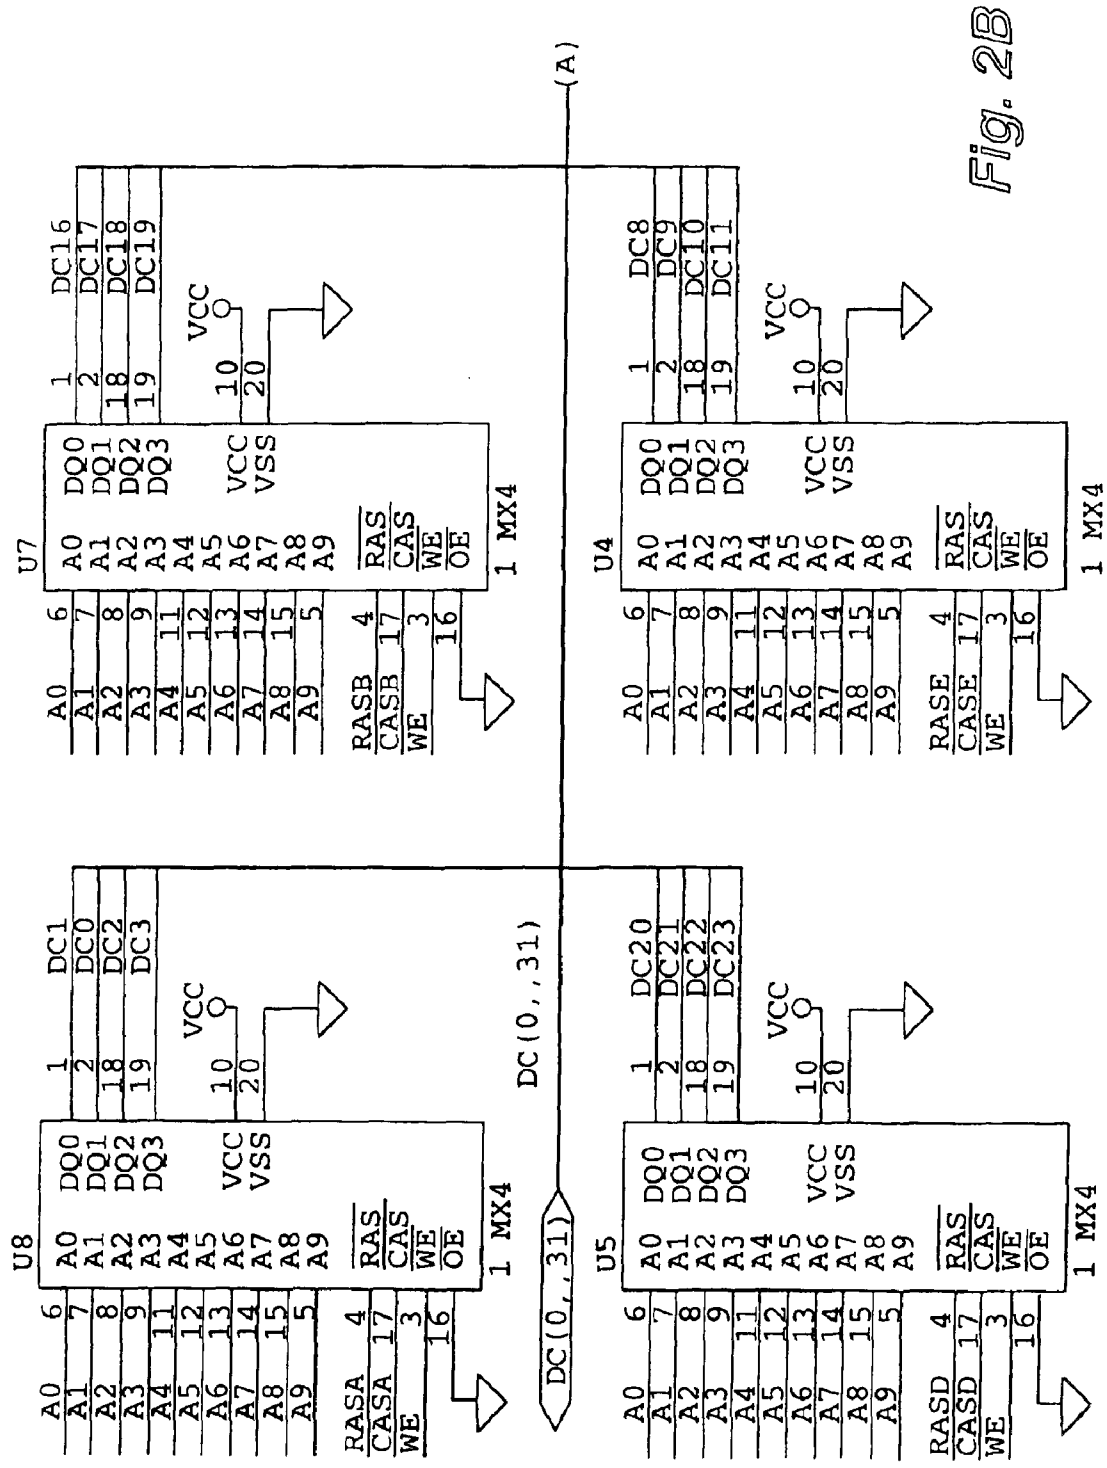 U8
A0 6 A0 DQ0 1 DC1
A1 7 A1 DQ1 2 DC0
A2 8 A2 DQ2 18 DC2
A3 9 A3 DQ3 19 DC3
A4 11 A4
A5 12 A5
A6 13 A6 VCC 10 VCC
A7 14 A7 VSS 20
A8 15 A8
A9 5 A9
RASA 4 RAS
CASA 17 CAS
WE 3 WE
16 OE
1 MX4
U7
A0 6 A0 DQ0 1 DC16
A1 7 A1 DQ1 2 DC17
A2 8 A2 DQ2 18 DC18
A3 9 A3 DQ3 19 DC19
A4 11 A4
A5 12 A5
A6 13 A6 VCC 10 VCC
A7 14 A7 VSS 20
A8 15 A8
A9 5 A9
RASB 4 RAS
CASB 17 CAS
WE 3 WE
16 OE
1 MX4
DC(0,,31)
DC(0,,31)
(A)
U5
A0 6 A0 DQ0 1 DC20
A1 7 A1 DQ1 2 DC21
A2 8 A2 DQ2 18 DC22
A3 9 A3 DQ3 19 DC23
A4 11 A4
A5 12 A5
A6 13 A6 VCC 10 VCC
A7 14 A7 VSS 20
A8 15 A8
A9 5 A9
RASD 4 RAS
CASD 17 CAS
WE 3 WE
16 OE
1 MX4
U4
A0 6 A0 DQ0 1 DC8
A1 7 A1 DQ1 2 DC9
A2 8 A2 DQ2 18 DC10
A3 9 A3 DQ3 19 DC11
A4 11 A4
A5 12 A5
A6 13 A6 VCC 10 VCC
A7 14 A7 VSS 20
A8 15 A8
A9 5 A9
RASE 4 RAS
CASE 17 CAS
WE 3 WE
16 OE
1 MX4
Fig. 2B